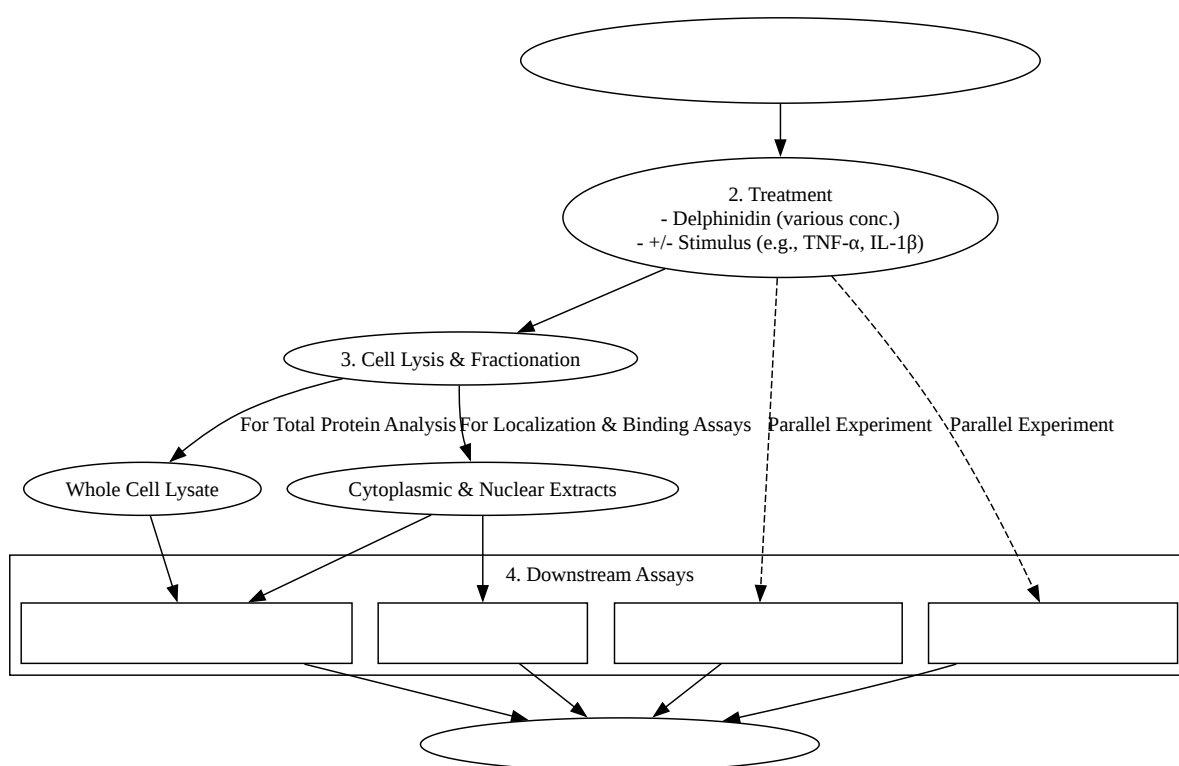 2. Treatment
- Delphinidin (various conc.)
- +/- Stimulus (e.g., TNF-α, IL-1β)
3. Cell Lysis & Fractionation
For Total Protein Analysis
For Localization & Binding Assays
Parallel Experiment
Parallel Experiment
Whole Cell Lysate
Cytoplasmic & Nuclear Extracts
4. Downstream Assays